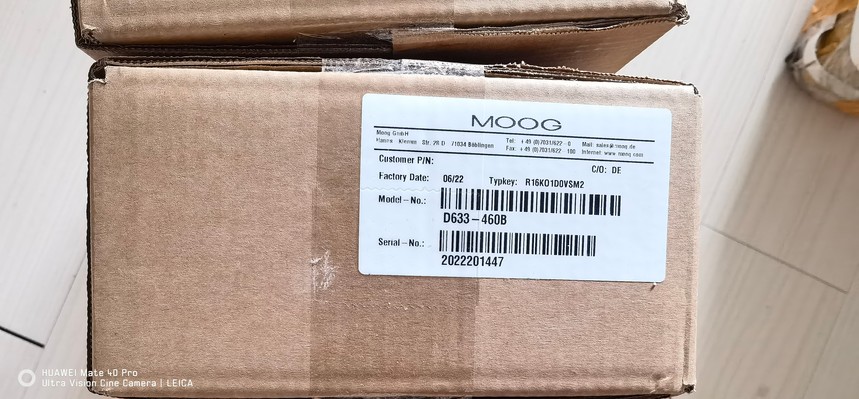 MOOG
Moog GmbH
Hanns - Klemm - Str. 28 D - 71034 Böblingen
Tel: +49 (0)7031/622 - 0
Fax: +49 (0)7031/622 - 100
Mail: sales@moog.de
Internet: www.moog.com
Customer P/N:
C/O: DE
Factory Date: 06/22 Typkey: R16KO1D0VSM2
Model-No.:
D633-460B
Serial-No.:
2022201447
HUAWEI Mate 40 Pro
Ultra Vision Cine Camera | LEICA